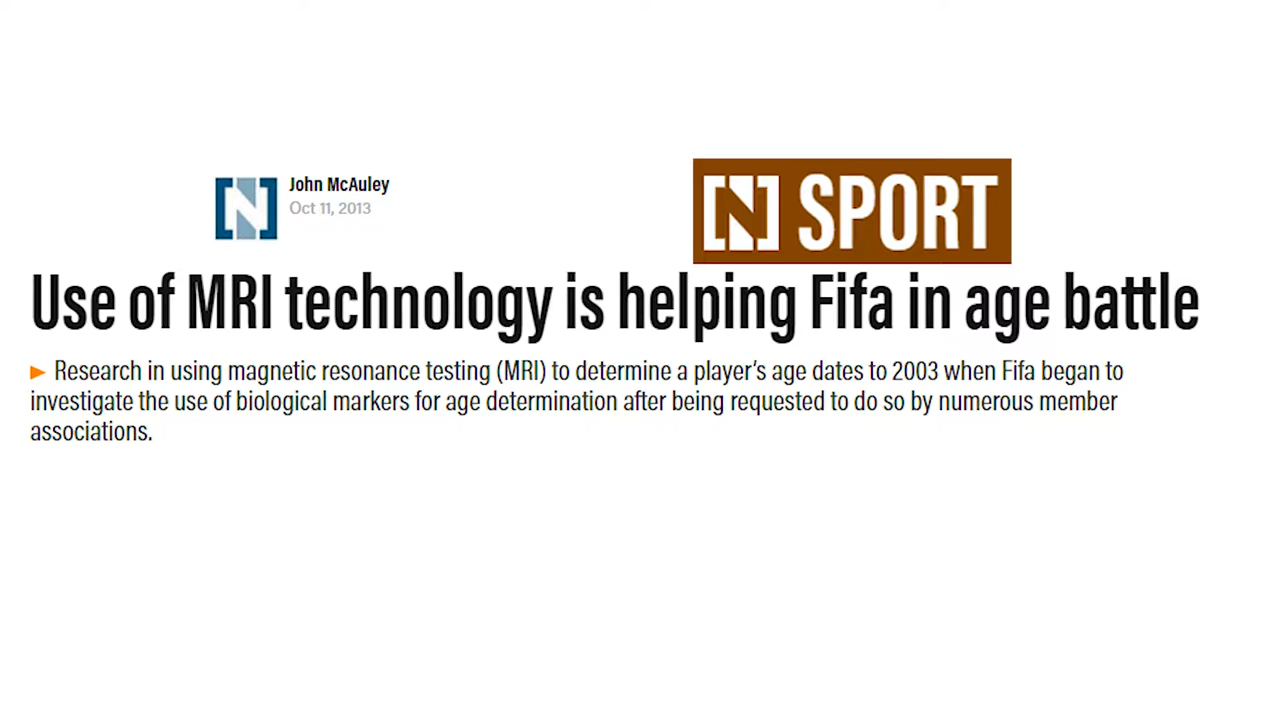 John McAuley
Oct 11, 2013
[N] SPORT
Use of MRI technology is helping Fifa in age battle
► Research in using magnetic resonance testing (MRI) to determine a player's age dates to 2003 when Fifa began to
investigate the use of biological markers for age determination after being requested to do so by numerous member
associations.